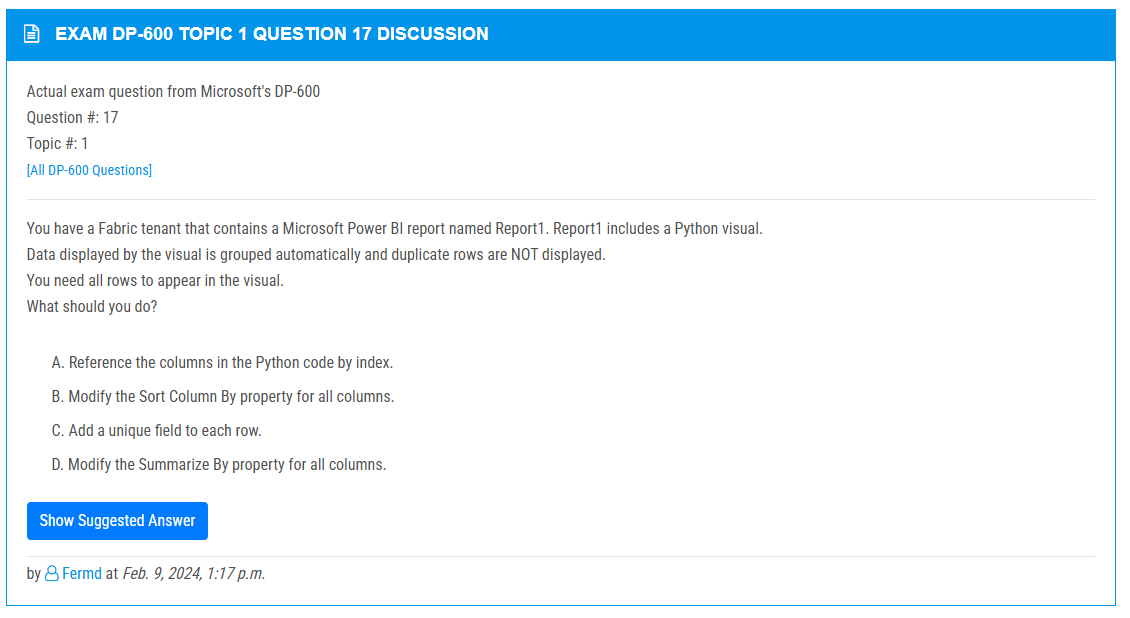 EXAM DP-600 TOPIC 1 QUESTION 17 DISCUSSION
Actual exam question from Microsoft's DP-600
Question #: 17
Topic #: 1
[All DP-600 Questions]
You have a Fabric tenant that contains a Microsoft Power BI report named Report1. Report1 includes a Python visual.
Data displayed by the visual is grouped automatically and duplicate rows are NOT displayed.
You need all rows to appear in the visual.
What should you do?
A. Reference the columns in the Python code by index.
B. Modify the Sort Column By property for all columns.
C. Add a unique field to each row.
D. Modify the Summarize By property for all columns.
Show Suggested Answer
by Fermd at Feb. 9, 2024, 1:17 p.m.